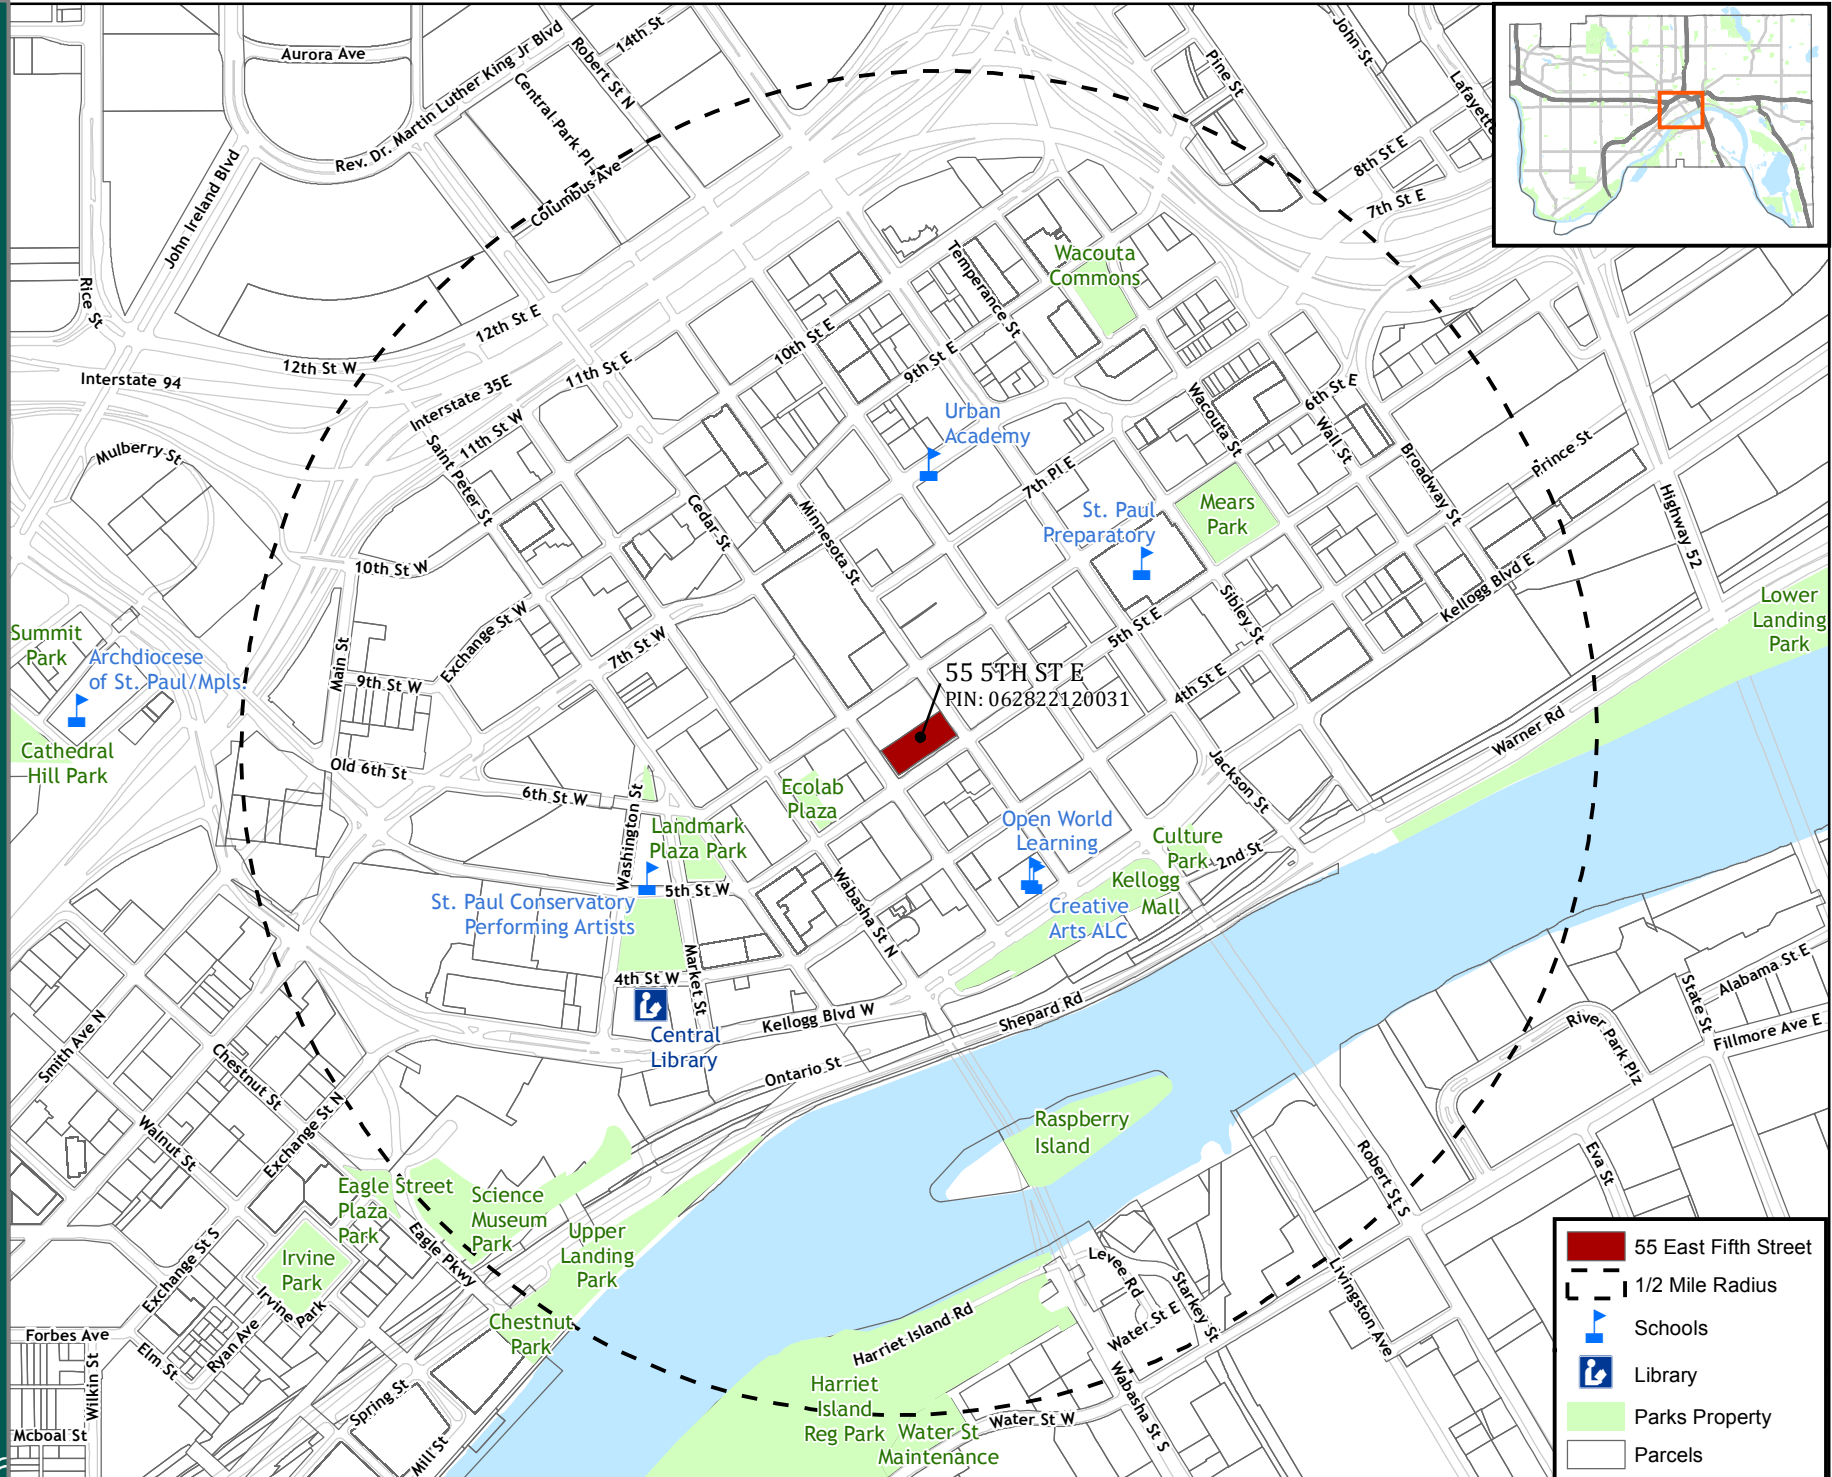 Aurora Ave
Rev. Dr. Martin Luther King Jr Blvd
Robert St N
14th St
Central Park Pl
Columbus Ave
John Ireland Blvd
Rice St
Pine St
John St
Lafayette
8th St E
7th St E
12th St E
12th St W
Interstate 94
Interstate 35E
11th St E
11th St W
10th St E
9th St E
Temperance St
Wacouta
Commons
Mulberry St
Saint Peter St
Cedar St
Minnesota St
Urban
Academy
7th Pl E
Wacouta St
6th St E
Wall St
Broadway St
Prince St
Highway 52
St. Paul
Preparatory
Mears
Park
10th St W
Exchange St W
7th St W
Main St
9th St W
Summit
Park
Archdiocese
of St. Paul/Mpls.
Cathedral
Hill Park
Old 6th St
6th St W
5th St E
Sibley St
4th St E
Kellogg Blvd E
Lower
Landing
Park
55 5TH ST E
PIN: 062822120031
Warner Rd
Jackson St
Ecolab
Plaza
Washington St
Landmark
Plaza Park
5th St W
St. Paul Conservatory
Performing Artists
Open World
Learning
Culture
Park
2nd St
Kellogg
Mall
Creative
Arts ALC
Wabasha St N
Market St
4th St W
Central
Library
Kellogg Blvd W
Shepard Rd
Ontario St
Smith Ave N
Chestnut St
Walnut St
Exchange St N
Raspberry
Island
Alabama St E
State St
Fillmore Ave E
River Park Plz
Robert St S
Eva St
Eagle Street
Plaza
Park
Science
Museum
Park
Upper
Landing
Park
Irvine
Park
Eagle Pkwy
Exchange St S
Irvine Park
Chestnut
Park
Forbes Ave
Elm St
Ryan Ave
Wilkin St
Mcboal St
Spring St
Mill St
Harriet Island Rd
Harriet
Island
Reg Park
Water St
Maintenance
Levee Rd
Starkey St
Water St E
Water St W
Wabasha St S
Livingston Ave
55 East Fifth Street
1/2 Mile Radius
Schools
Library
Parks Property
Parcels